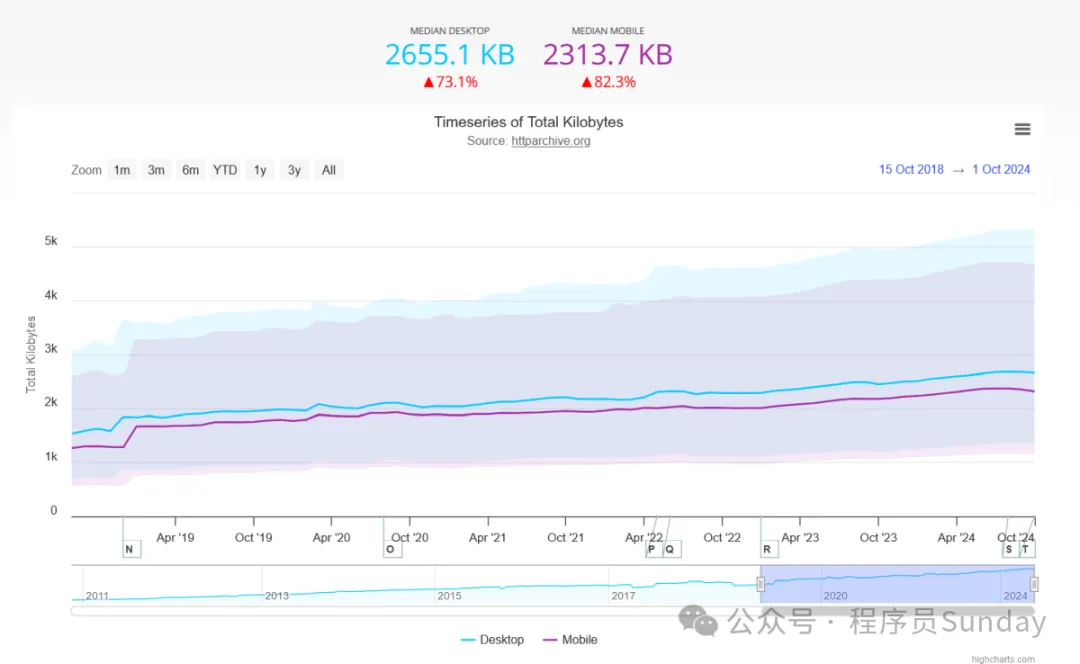 MEDIAN DESKTOP
2655.1 KB
▲73.1%
MEDIAN MOBILE
2313.7 KB
▲82.3%
Timeseries of Total Kilobytes
Source: httparchive.org
Zoom 1m 3m 6m YTD 1y 3y All
15 Oct 2018 → 1 Oct 2024
Total Kilobytes
5k
4k
3k
2k
1k
0
Apr '19 Oct '19 Apr '20 Oct '20 Apr '21 Oct '21 Apr '22 Oct '22 Apr '23 Oct '23 Apr '24 Oct '24
N O P Q R S T
2011 2013 2015 2017 2020 2024
公众号 · 程序员Sunday
Desktop Mobile
highcharts.com